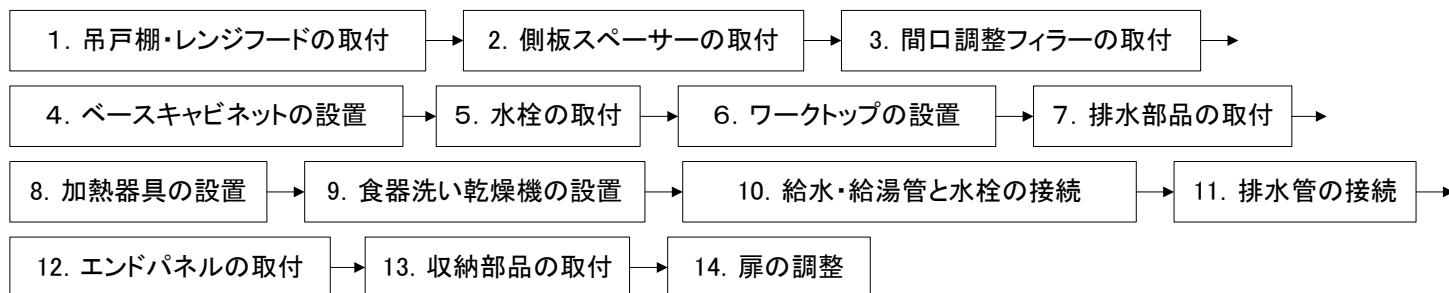 1. 吊戸棚・レンジフードの取付
2. 側板スペーサーの取付
3. 間口調整フィラーの取付
4. ベースキャビネットの設置
5. 水栓の取付
6. ワークトップの設置
7. 排水部品の取付
8. 加熱器具の設置
9. 食器洗い乾燥機の設置
10. 給水・給湯管と水栓の接続
11. 排水管の接続
12. エンドパネルの取付
13. 収納部品の取付
14. 扉の調整